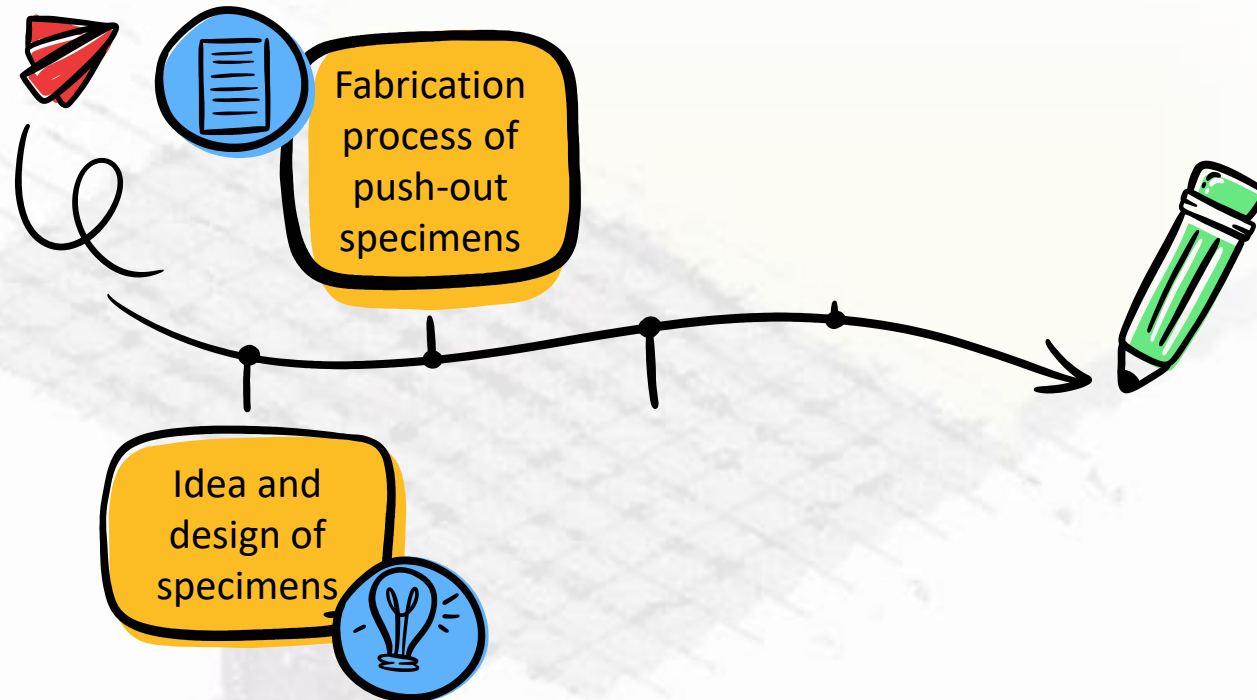 Fabrication
process of
push-out
specimens
Idea and
design of
specimens